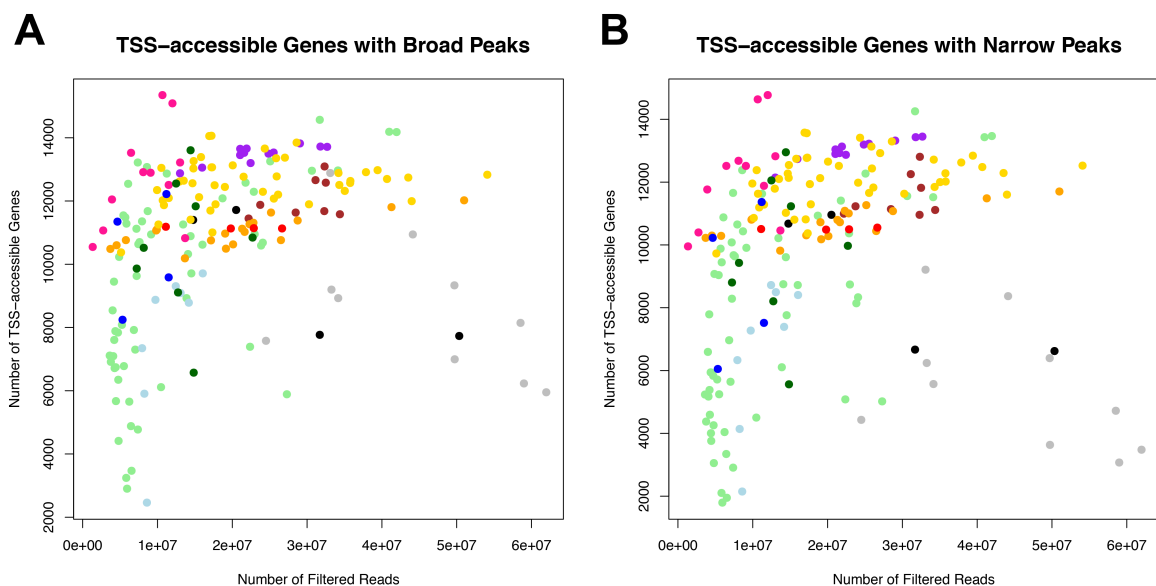 A
TSS−accessible Genes with Broad Peaks
Number of TSS−accessible Genes
14000
12000
10000
8000
6000
4000
2000
0e+00 1e+07 2e+07 3e+07 4e+07 5e+07 6e+07
Number of Filtered Reads
B
TSS−accessible Genes with Narrow Peaks
Number of TSS−accessible Genes
14000
12000
10000
8000
6000
4000
2000
0e+00 1e+07 2e+07 3e+07 4e+07 5e+07 6e+07
Number of Filtered Reads